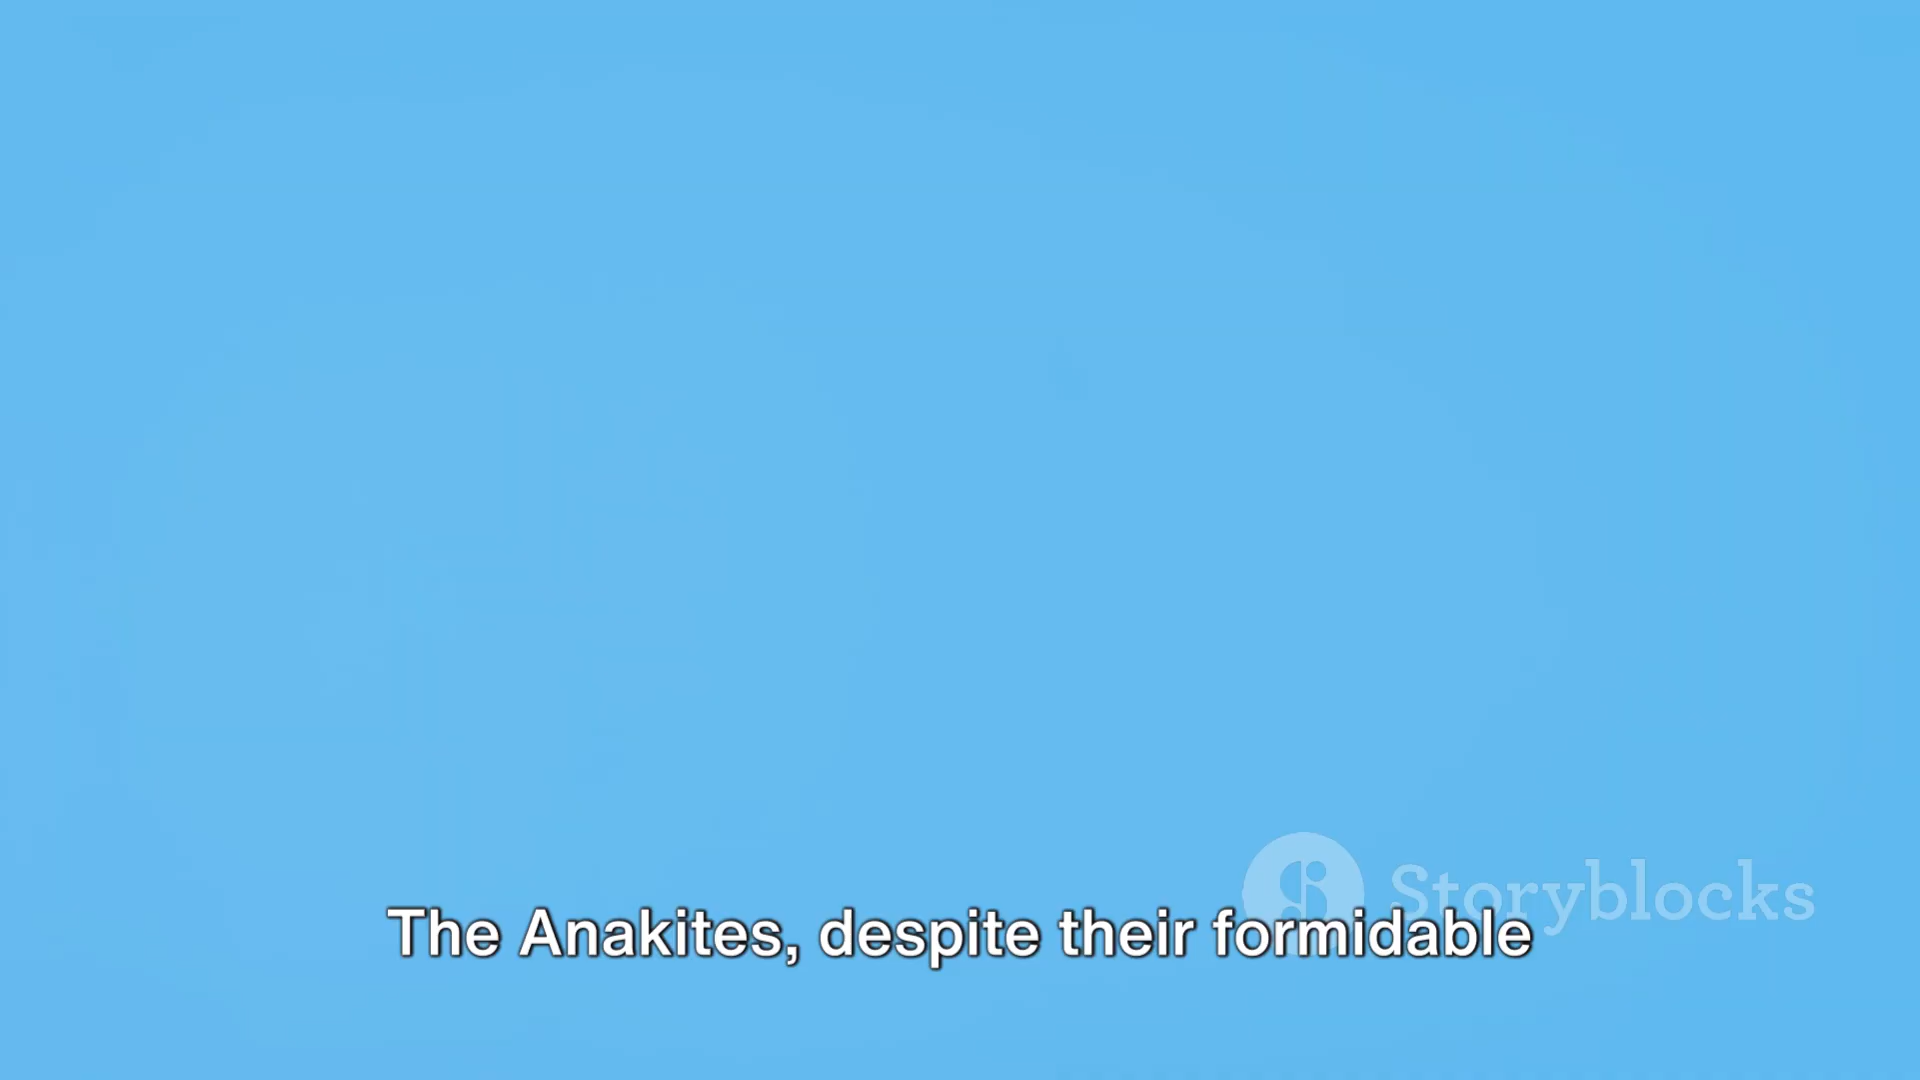 Storyblocks
The Anakites, despite their formidable